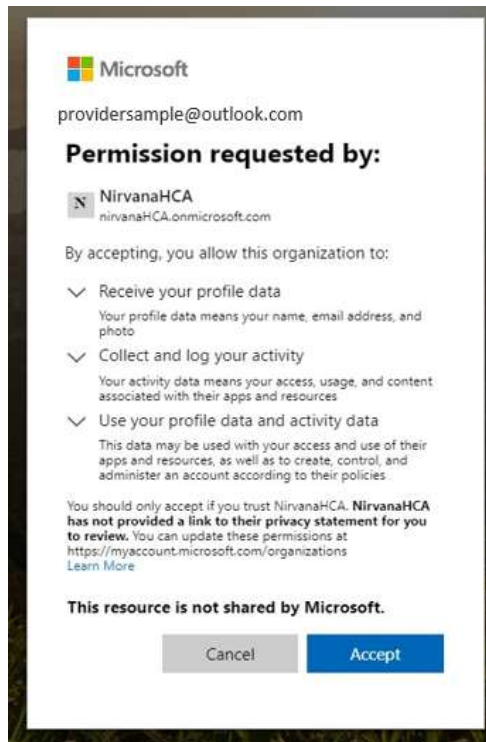 Microsoft
providersample@outlook.com
Permission requested by:
N
NirvanaHCA
nirvanaHCA.onmicrosoft.com
By accepting, you allow this organization to:
Receive your profile data
Your profile data means your name, email address, and
photo
Collect and log your activity
Your activity data means your access, usage, and content
associated with their apps and resources
Use your profile data and activity data
This data may be used with your access and use of their
apps and resources, as well as to create, control, and
administer an account according to their policies
You should only accept if you trust NirvanaHCA. NirvanaHCA
has not provided a link to their privacy statement for you
to review. You can update these permissions at
https://myaccount.microsoft.com/organizations
Learn More
This resource is not shared by Microsoft.
Cancel
Accept